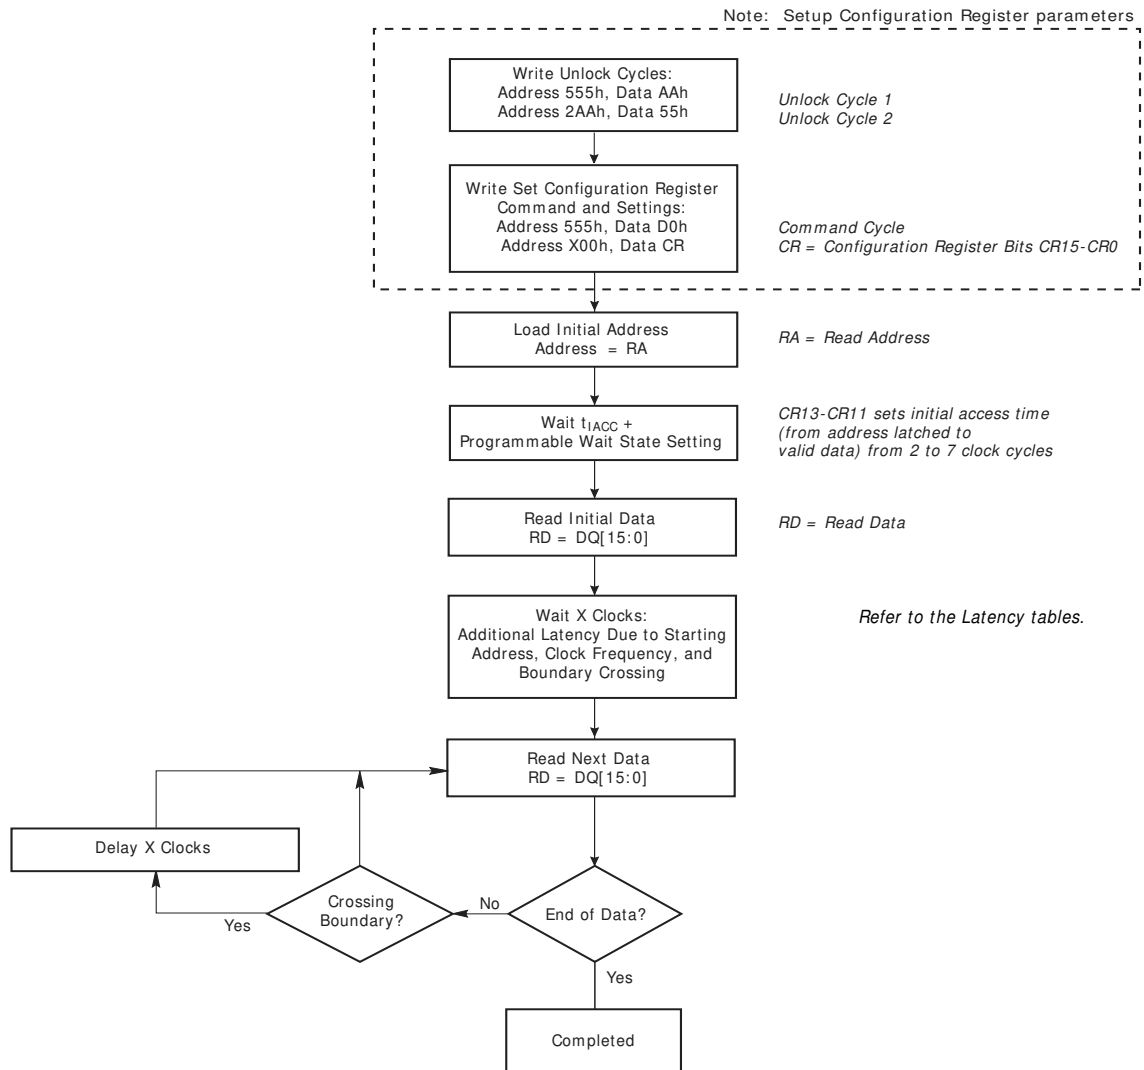 Note: Setup Configuration Register parameters
Write Unlock Cycles:
Address 555h, Data AAh
Address 2AAh, Data 55h
Unlock Cycle 1
Unlock Cycle 2
Write Set Configuration Register
Command and Settings:
Address 555h, Data D0h
Address X00h, Data CR
Command Cycle
CR = Configuration Register Bits CR15-CR0
Load Initial Address
Address = RA
RA = Read Address
Wait tIACC +
Programmable Wait State Setting
CR13-CR11 sets initial access time
(from address latched to
valid data) from 2 to 7 clock cycles
Read Initial Data
RD = DQ[15:0]
RD = Read Data
Wait X Clocks:
Additional Latency Due to Starting
Address, Clock Frequency, and
Boundary Crossing
Refer to the Latency tables.
Read Next Data
RD = DQ[15:0]
Delay X Clocks
Crossing
Boundary?
Yes
No
End of Data?
Yes
Completed